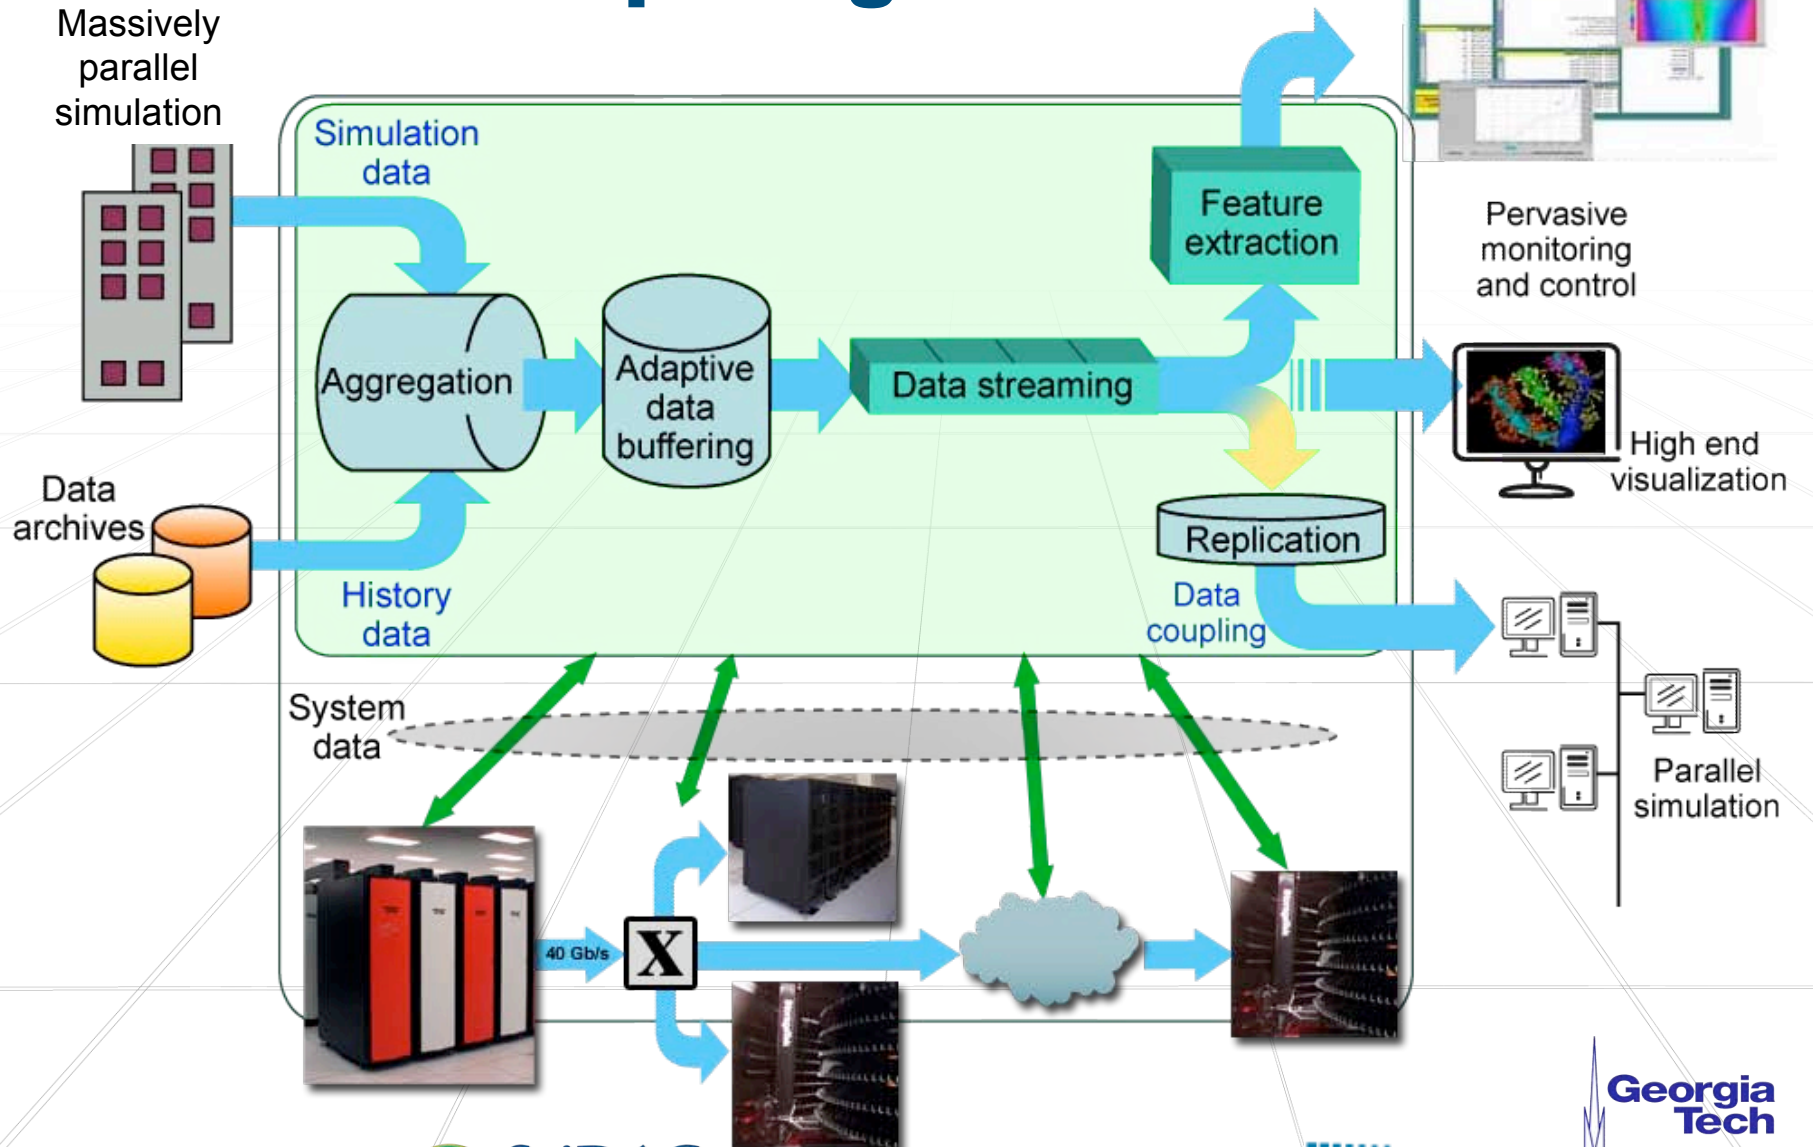 Massively
parallel
simulation
Simulation
data
Feature
extraction
Pervasive
monitoring
and control
Aggregation
Adaptive
data
buffering
Data streaming
High end
visualization
Data
archives
Replication
History
data
Data
coupling
System
data
Parallel
simulation
40 Gb/s
X
Georgia
Tech